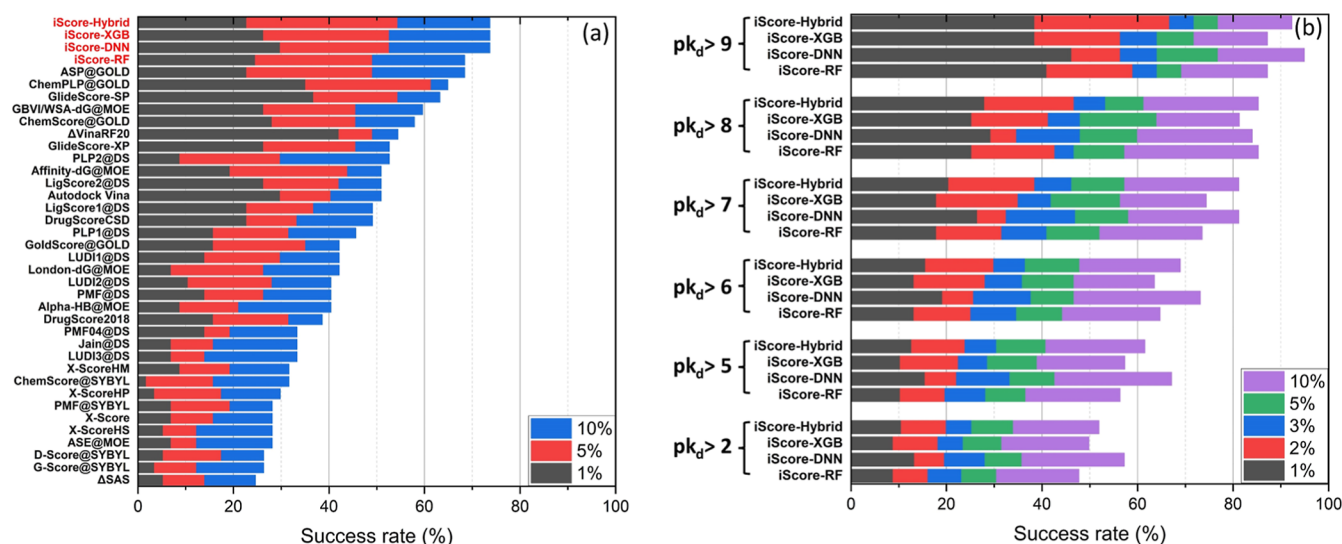 (a)
iScore-Hybrid
iScore-XGB
iScore-DNN
iScore-RF
ASP@GOLD
ChemPLP@GOLD
GlideScore-SP
GBVI/WSA-dG@MOE
ChemScore@GOLD
ΔVinaRF20
GlideScore-XP
PLP2@DS
Affinity-dG@MOE
LigScore2@DS
Autodock Vina
LigScore1@DS
DrugScoreCSD
PLP1@DS
GoldScore@GOLD
LUDI1@DS
London-dG@MOE
LUDI2@DS
PMF@DS
Alpha-HB@MOE
DrugScore2018
PMF04@DS
Jain@DS
LUDI3@DS
X-ScoreHM
ChemScore@SYBYL
X-ScoreHP
PMF@SYBYL
X-Score
X-ScoreHS
ASE@MOE
D-Score@SYBYL
G-Score@SYBYL
ΔSAS
10%
5%
1%
0 20 40 60 80 100
Success rate (%)
(b)
pkd> 9
iScore-Hybrid
iScore-XGB
iScore-DNN
iScore-RF
pkd> 8
iScore-Hybrid
iScore-XGB
iScore-DNN
iScore-RF
pkd> 7
iScore-Hybrid
iScore-XGB
iScore-DNN
iScore-RF
pkd> 6
iScore-Hybrid
iScore-XGB
iScore-DNN
iScore-RF
pkd> 5
iScore-Hybrid
iScore-XGB
iScore-DNN
iScore-RF
pkd> 2
iScore-Hybrid
iScore-XGB
iScore-DNN
iScore-RF
10%
5%
3%
2%
1%
0 20 40 60 80 100
Success rate (%)